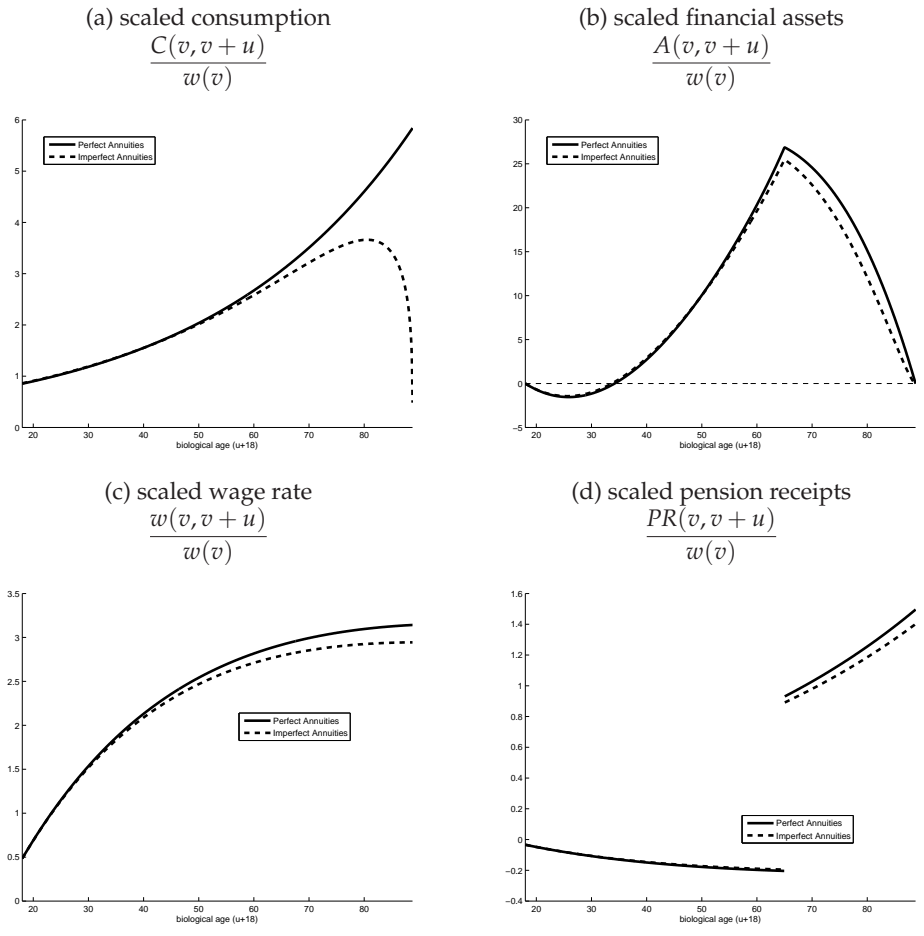 (a) scaled consumption
C(v, v + u)
w(v)
6
5
4
3
2
1
0
Perfect Annuities
Imperfect Annuities
20 30 40 50 60 70 80
biological age (u+18)
(b) scaled financial assets
A(v, v + u)
w(v)
30
25
20
15
10
5
0
−5
Perfect Annuities
Imperfect Annuities
20 30 40 50 60 70 80
biological age (u+18)
(c) scaled wage rate
w(v, v + u)
w(v)
3.5
3
2.5
2
1.5
1
0.5
0
Perfect Annuities
Imperfect Annuities
20 30 40 50 60 70 80
biological age (u+18)
(d) scaled pension receipts
PR(v, v + u)
w(v)
1.6
1.4
1.2
1
0.8
0.6
0.4
0.2
0
−0.2
−0.4
Perfect Annuities
Imperfect Annuities
20 30 40 50 60 70 80
biological age (u+18)